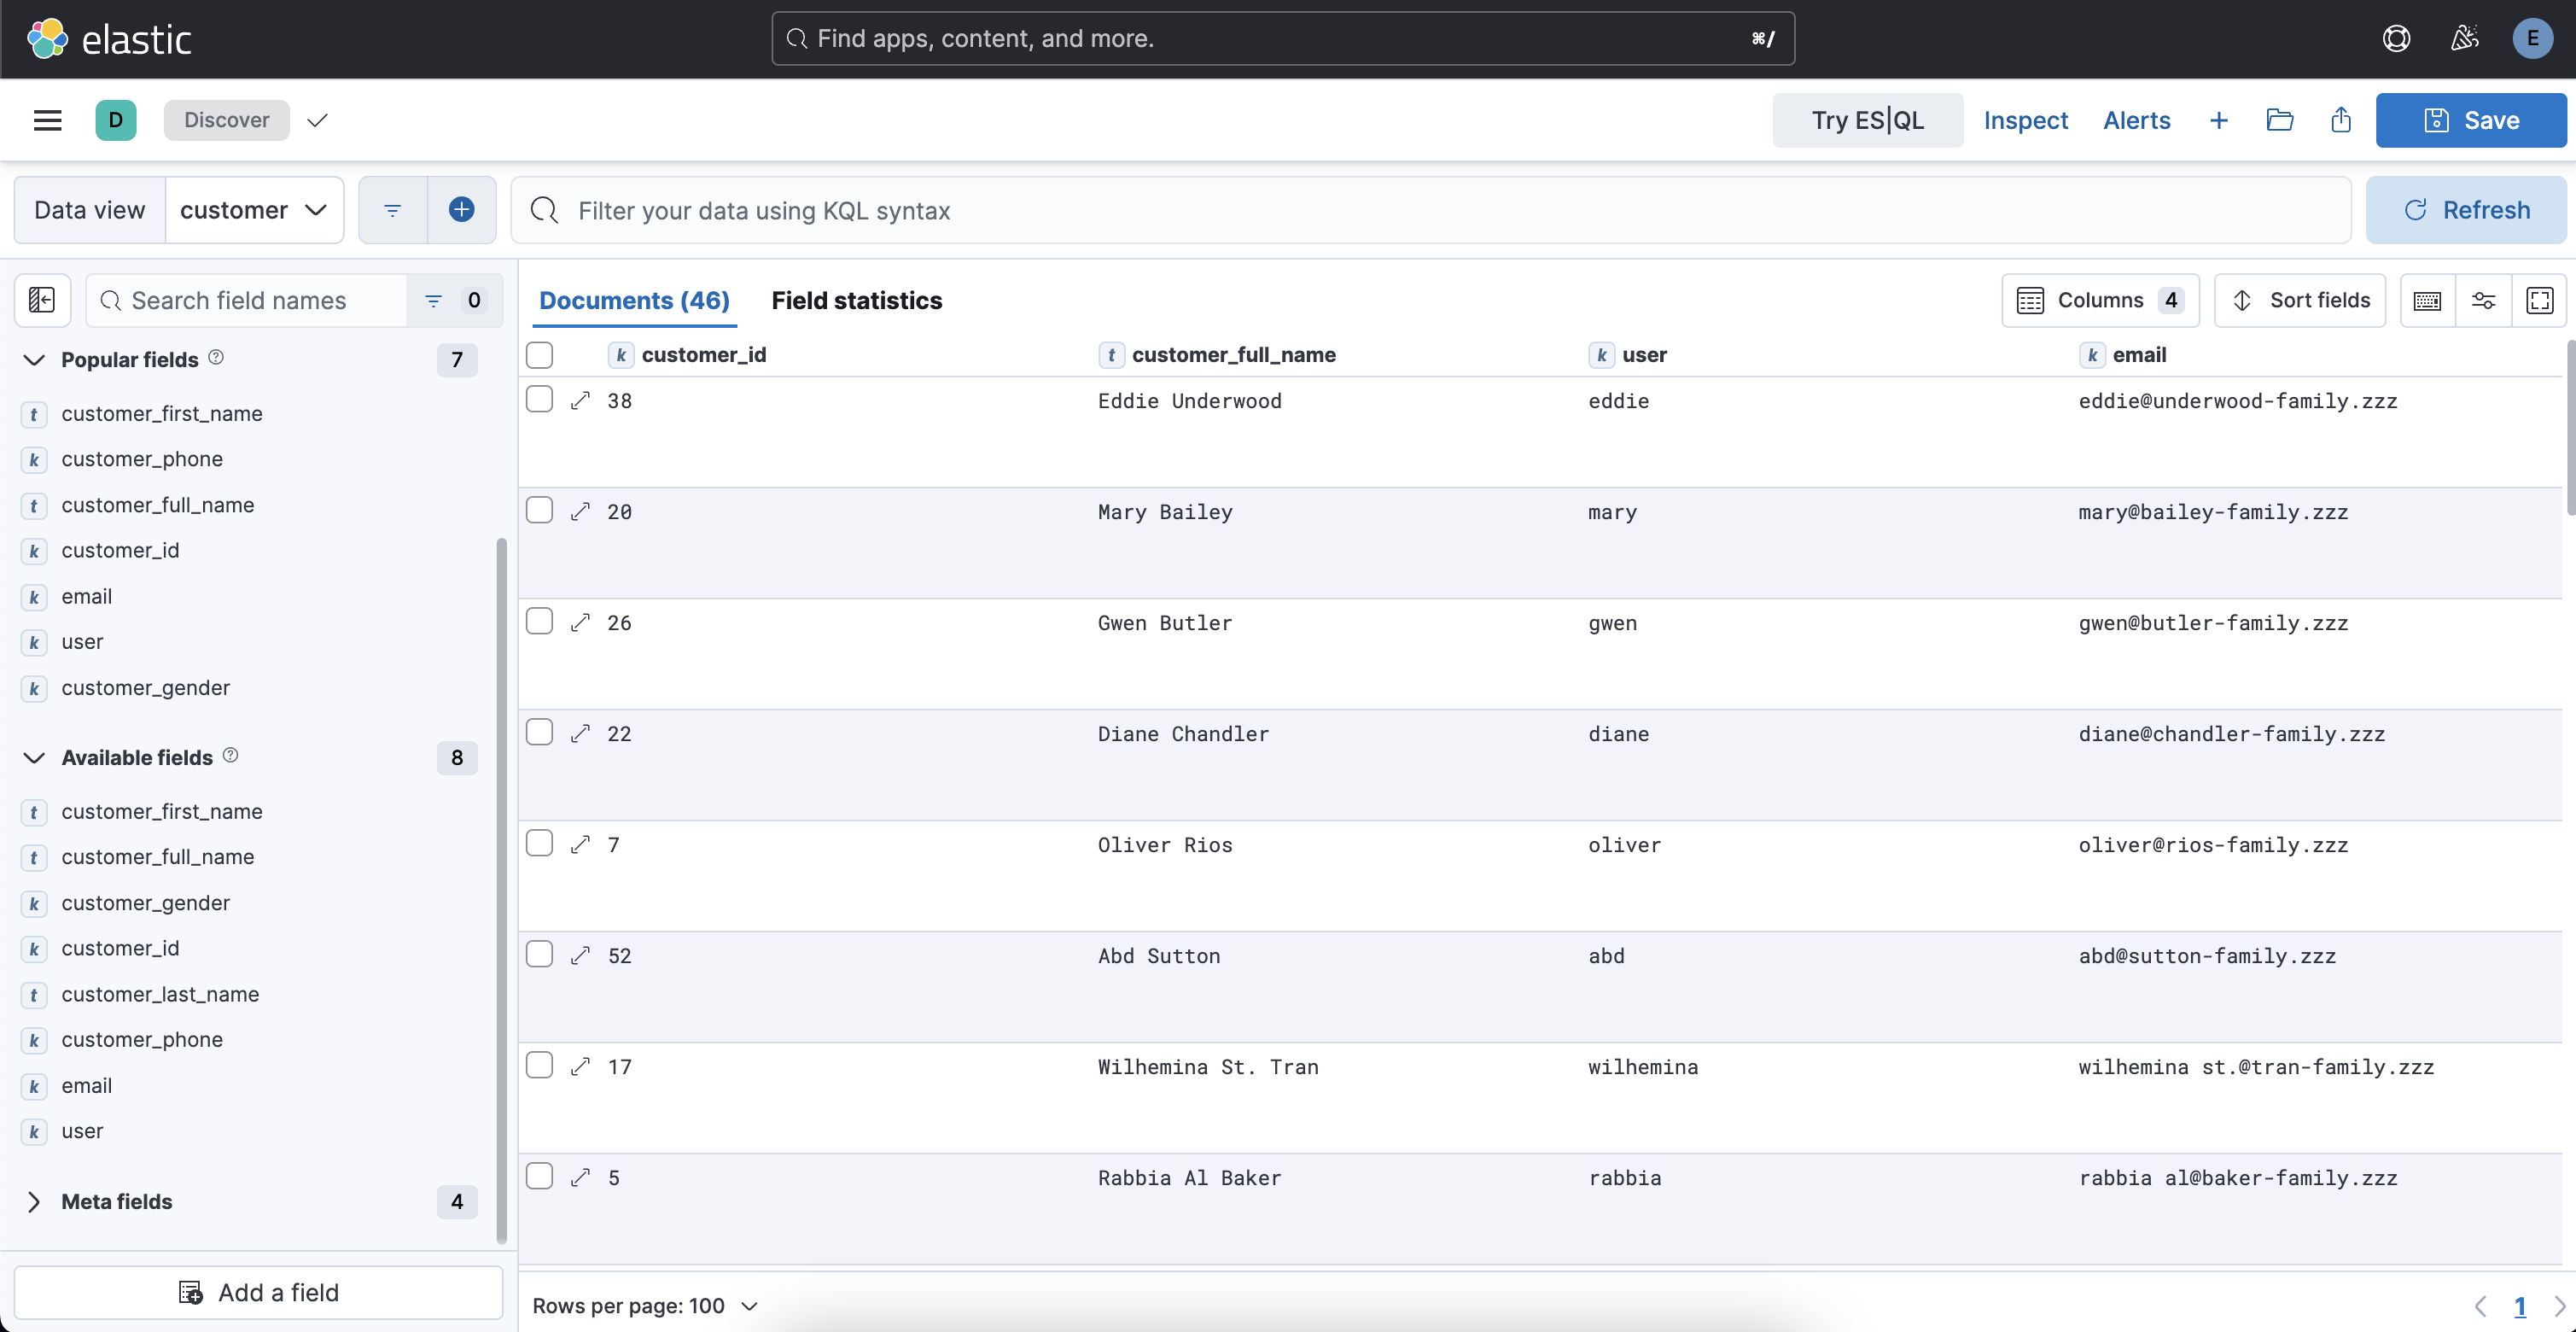 elastic
Find apps, content, and more.
⌘/
E
D
Discover
Try ES|QL
Inspect
Alerts
Save
Data view
customer
Filter your data using KQL syntax
Refresh
Search field names
0
Popular fields
7
t customer_first_name
k customer_phone
t customer_full_name
k customer_id
k email
k user
k customer_gender
Available fields
8
t customer_first_name
t customer_full_name
k customer_gender
k customer_id
t customer_last_name
k customer_phone
k email
k user
Meta fields
4
Add a field
Documents (46)
Field statistics
Columns 4
Sort fields
k customer_id t customer_full_name k user k email
38 Eddie Underwood eddie eddie@underwood-family.zzz
20 Mary Bailey mary mary@bailey-family.zzz
26 Gwen Butler gwen gwen@butler-family.zzz
22 Diane Chandler diane diane@chandler-family.zzz
7 Oliver Rios oliver oliver@rios-family.zzz
52 Abd Sutton abd abd@sutton-family.zzz
17 Wilhemina St. Tran wilhemina wilhemina st.@tran-family.zzz
5 Rabbia Al Baker rabbia rabbia al@baker-family.zzz
Rows per page: 100
1